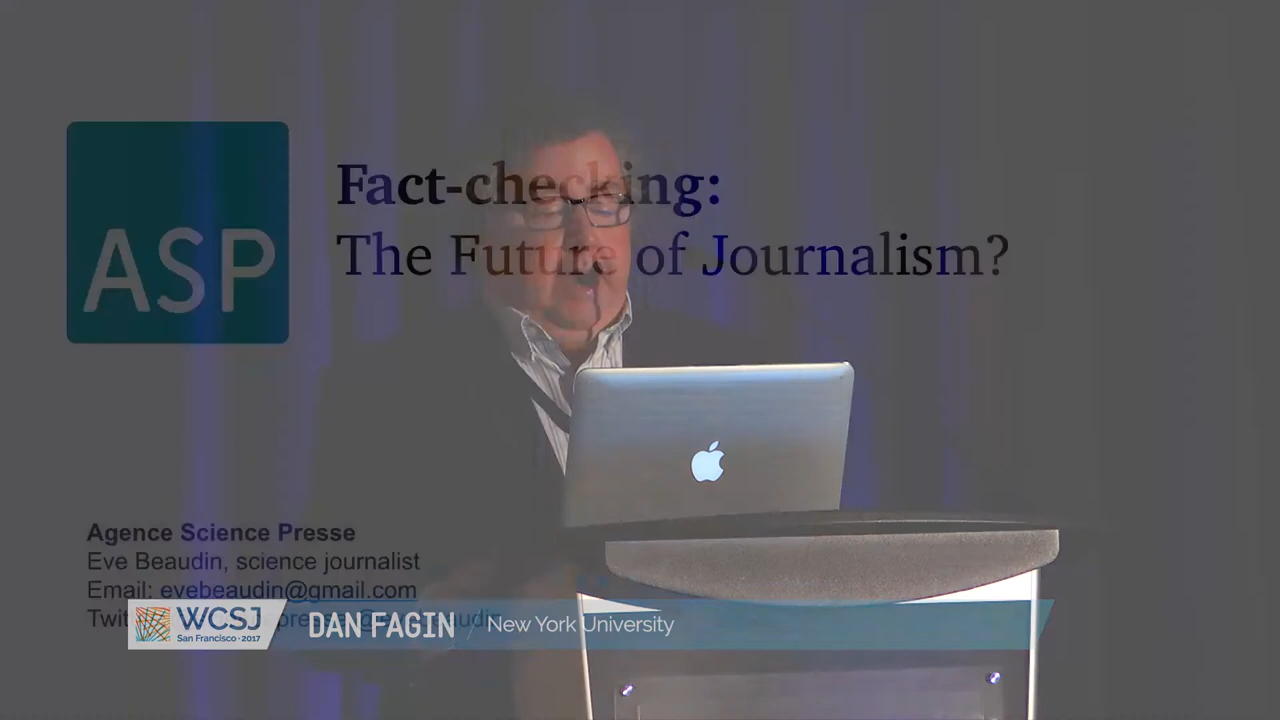 ASP
Fact-checking:
The Future of Journalism?
Agence Science Presse
Eve Beaudin, science journalist
Email: evebeaudin@gmail.com
WCSJ
San Francisco · 2017
DAN FAGIN / New York University